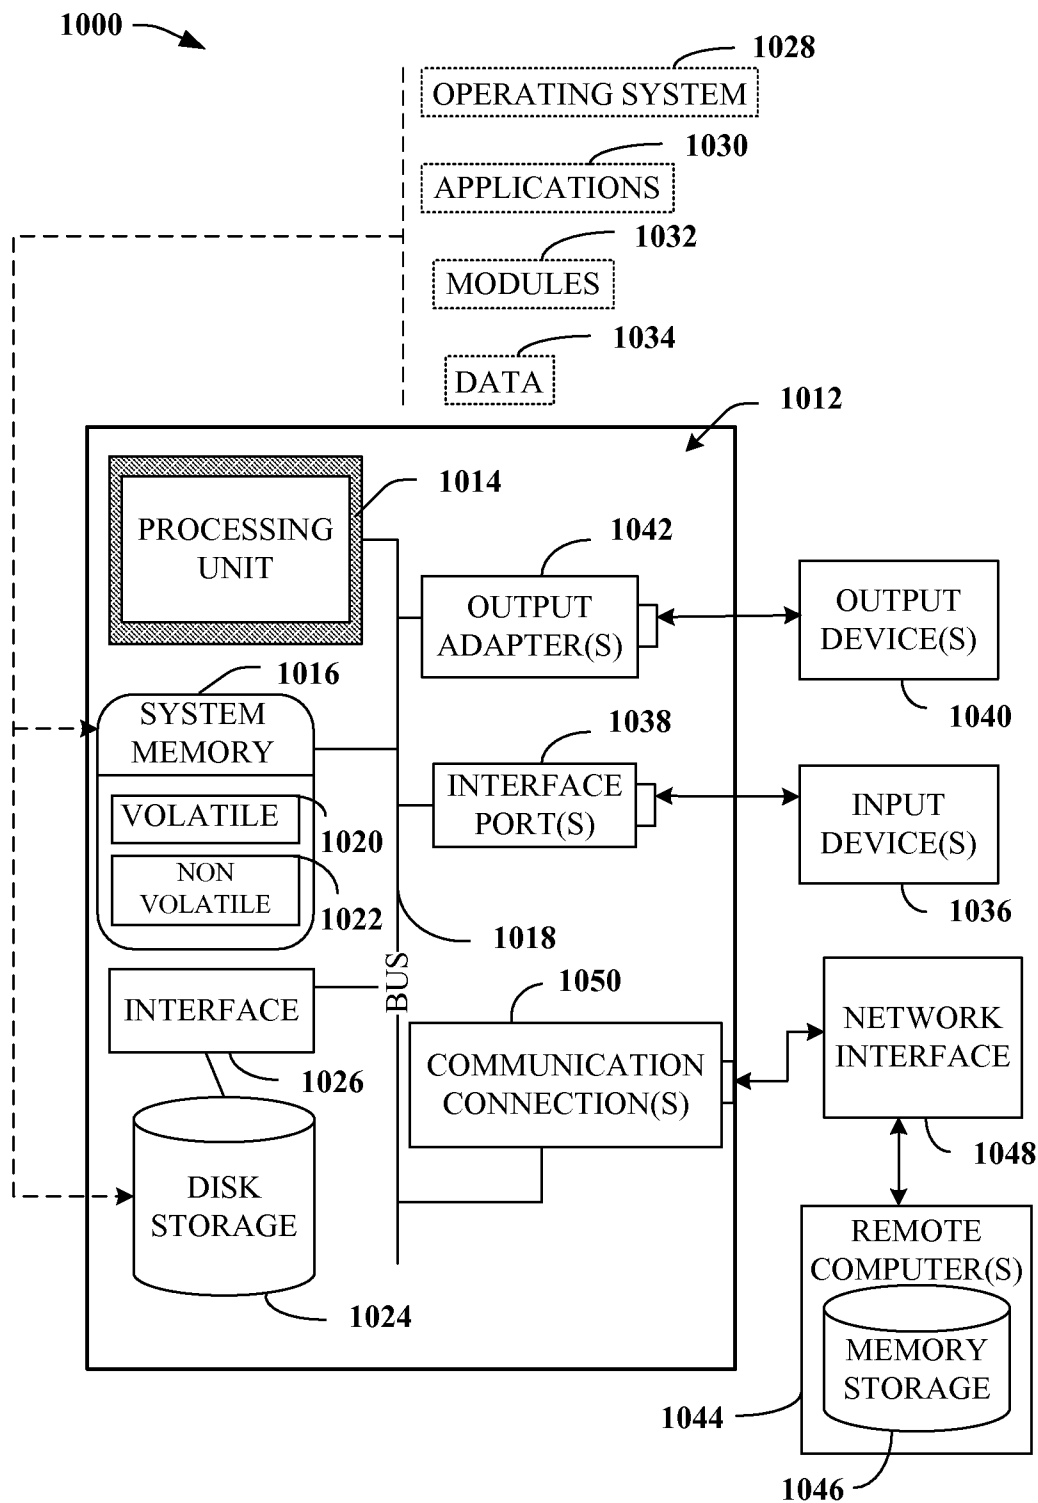 1000
1028
OPERATING SYSTEM
1030
APPLICATIONS
1032
MODULES
1034
DATA
1012
1014
PROCESSING
UNIT
1042
OUTPUT
ADAPTER(S)
OUTPUT
DEVICE(S)
1040
1016
SYSTEM
MEMORY
VOLATILE
1020
NON
VOLATILE
1022
1038
INTERFACE
PORT(S)
INPUT
DEVICE(S)
1036
1018
BUS
INTERFACE
1026
1050
COMMUNICATION
CONNECTION(S)
NETWORK
INTERFACE
1048
DISK
STORAGE
1024
REMOTE
COMPUTER(S)
MEMORY
STORAGE
1044
1046